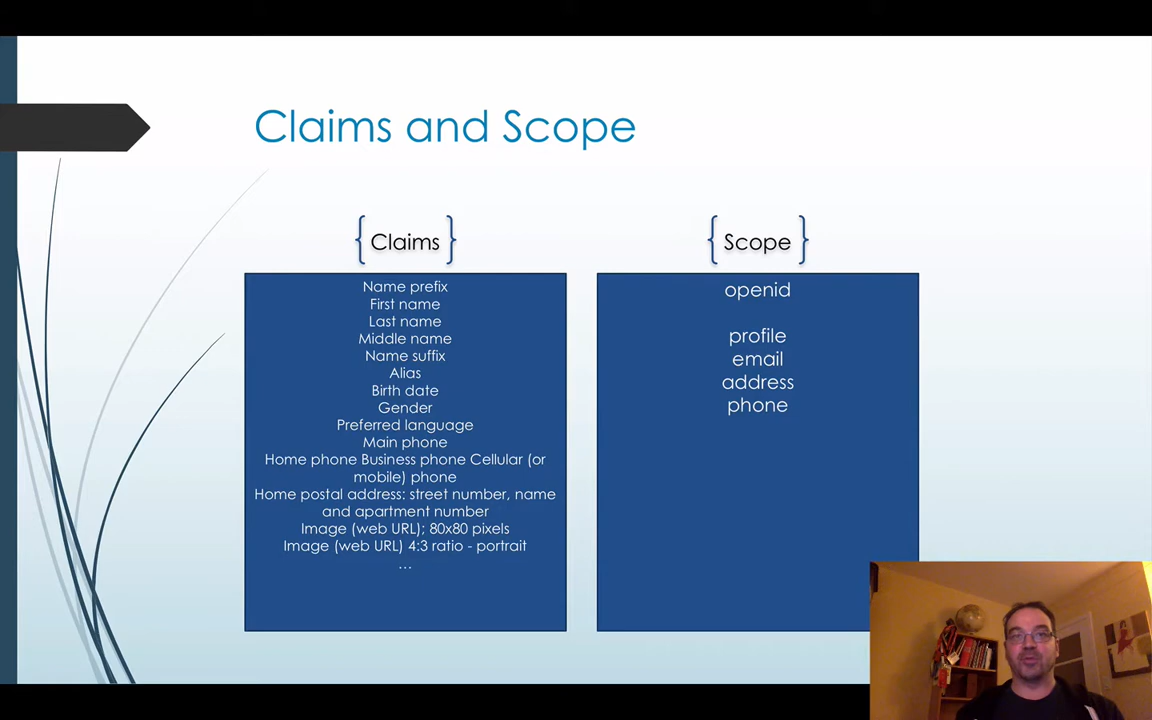 Claims and Scope
Claims
Name prefix
First name
Last name
Middle name
Name suffix
Alias
Birth date
Gender
Preferred language
Main phone
Home phone Business phone Cellular (or
mobile) phone
Home postal address: street number, name
and apartment number
Image (web URL); 80x80 pixels
Image (web URL) 4:3 ratio - portrait
…
Scope
openid
profile
email
address
phone